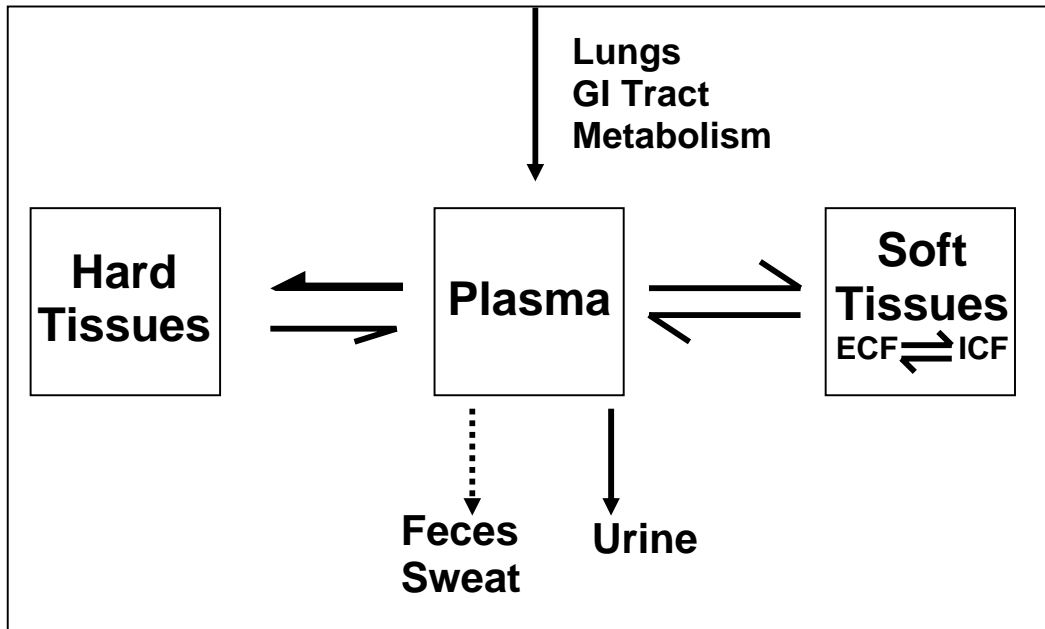 Lungs
GI Tract
Metabolism
Hard
Tissues
Plasma
Soft
Tissues
ECF ICF
Feces
Sweat
Urine